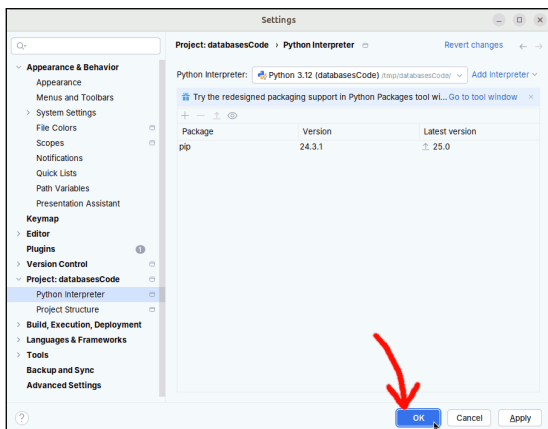 Settings
Project: databasesCode › Python Interpreter
Revert changes
Appearance & Behavior
Appearance
Menus and Toolbars
System Settings
File Colors
Scopes
Notifications
Quick Lists
Path Variables
Presentation Assistant
Keymap
Editor
Plugins
1
Version Control
Project: databasesCode
Python Interpreter
Project Structure
Build, Execution, Deployment
Languages & Frameworks
Tools
Backup and Sync
Advanced Settings
Python Interpreter: Python 3.12 (databasesCode) /tmp/databasesCode/ Add Interpreter
Try the redesigned packaging support in Python Packages tool wi... Go to tool window
Package Version Latest version
pip 24.3.1 25.0
? OK Cancel Apply